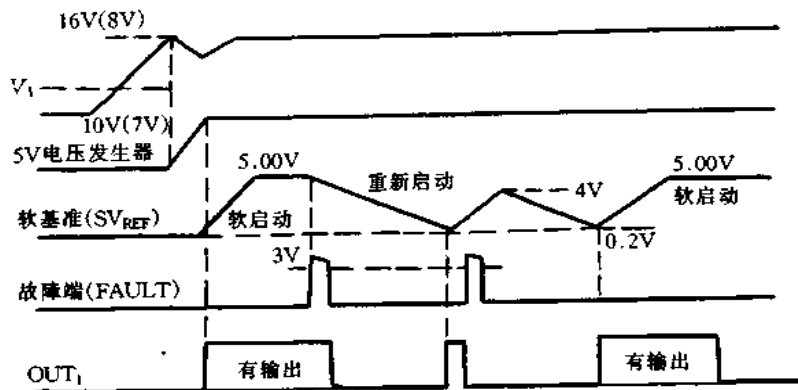 16V(8V)
V₁
10V(7V)
5V电压发生器
5.00V
重新启动
5.00V
4V
软基准(SV_REF)
软启动
软启动
0.2V
3V
故障端(FAULT)
OUT₁
有输出
有输出